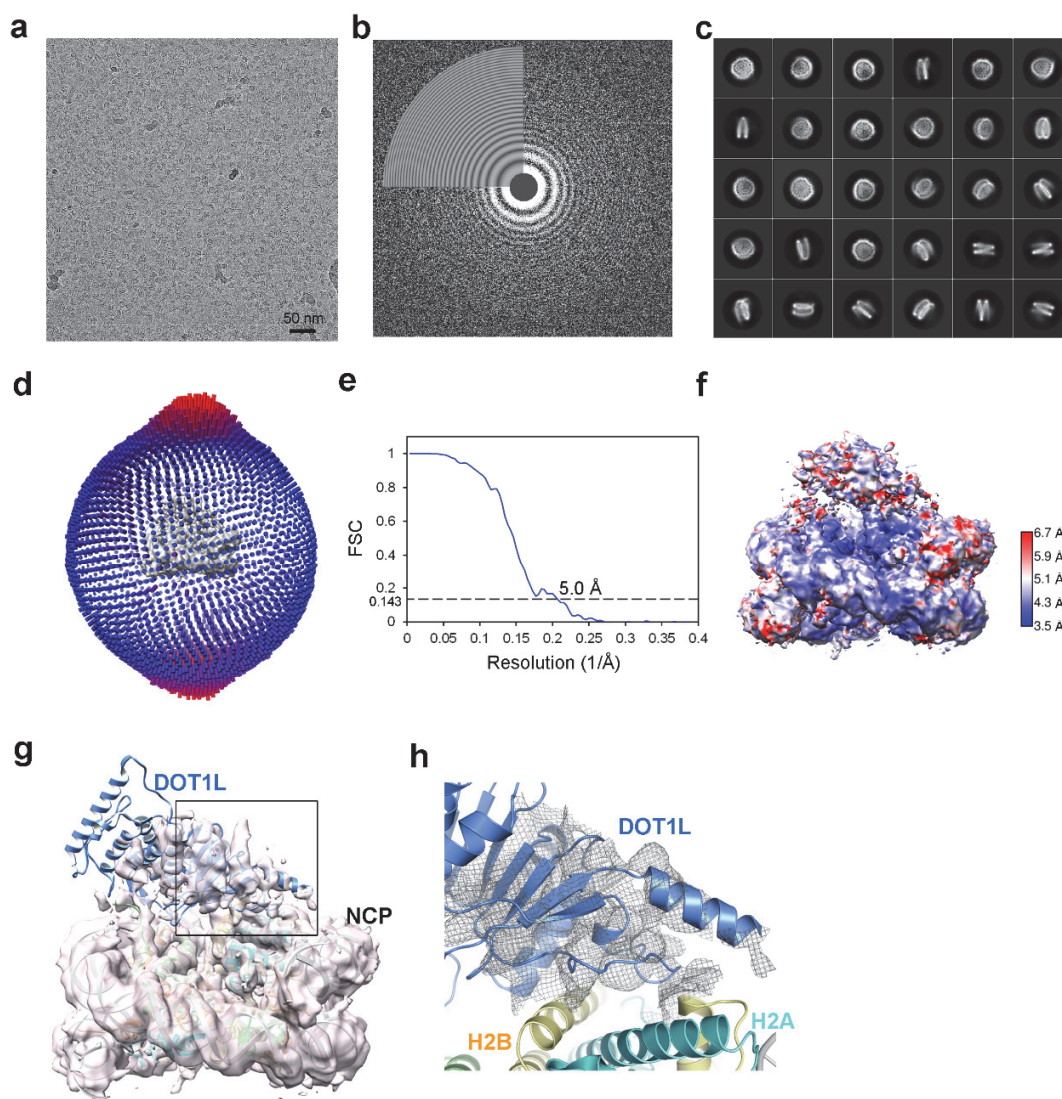 a
b
c
50 nm
d
e
f
1
0.8
0.6
0.4
0.2
0.143
0
FSC
5.0 Å
0 0.05 0.1 0.15 0.2 0.25 0.3 0.35 0.4
Resolution (1/Å)
6.7 Å
5.9 Å
5.1 Å
4.3 Å
3.5 Å
g
h
DOT1L
NCP
DOT1L
H2B
H2A